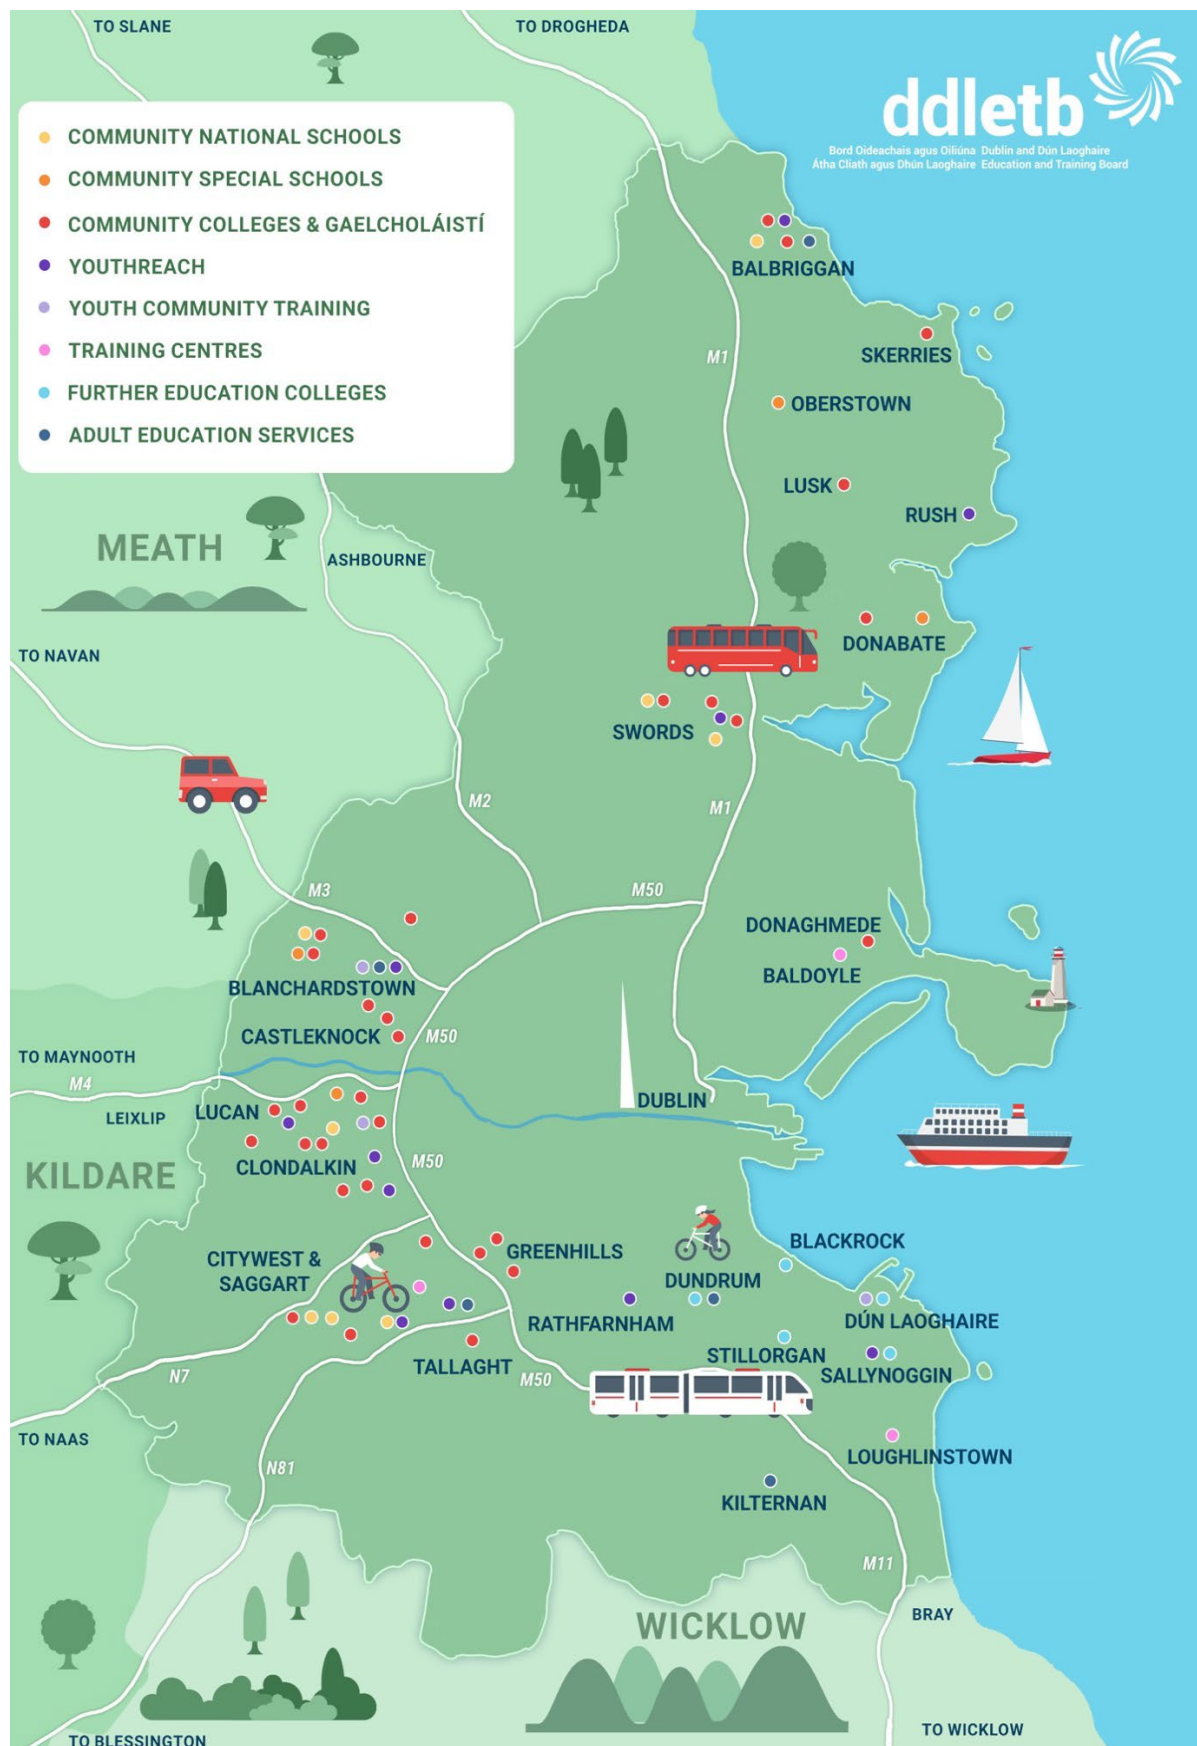 TO SLANE
TO DROGHEDA
ddletb
Bord Oideachais agus Oiliúna Dublin and Dún Laoghaire
Átha Cliath agus Dhún Laoghaire Education and Training Board
COMMUNITY NATIONAL SCHOOLS
COMMUNITY SPECIAL SCHOOLS
COMMUNITY COLLEGES & GAELCHOLÁISTÍ
YOUTHREACH
YOUTH COMMUNITY TRAINING
TRAINING CENTRES
FURTHER EDUCATION COLLEGES
ADULT EDUCATION SERVICES
BALBRIGGAN
M1
SKERRIES
OBERSTOWN
LUSK
RUSH
MEATH
ASHBOURNE
DONABATE
TO NAVAN
SWORDS
M2
M1
M3
M50
DONAGHMEDE
BALDOYLE
BLANCHARDSTOWN
CASTLEKNOCK
M50
TO MAYNOOTH
M4
LEIXLIP
LUCAN
DUBLIN
KILDARE
CLONDALKIN
M50
CITYWEST &
SAGGART
GREENHILLS
BLACKROCK
DUNDRUM
RATHFARNHAM
DÚN LAOGHAIRE
STILLORGAN
SALLYNOGGIN
TALLAGHT
M50
N7
TO NAAS
N81
LOUGHLINSTOWN
KILTERNAN
M11
BRAY
WICKLOW
TO WICKLOW
TO BLESSINGTON